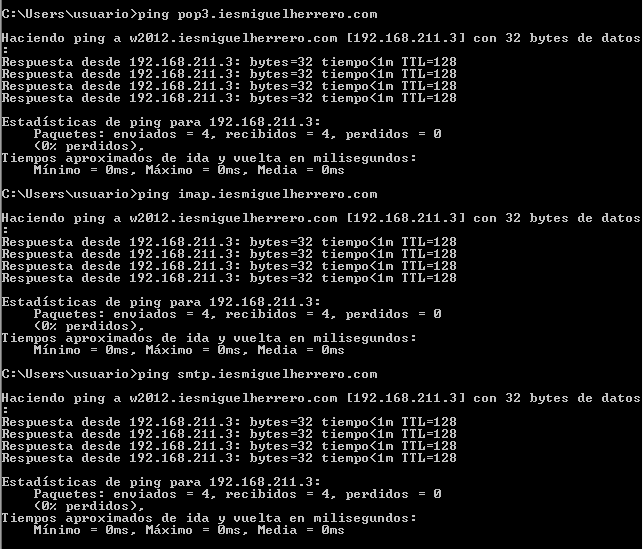 C:\Users\usuario>ping pop3.iesmiguelherrero.com
Haciendo ping a w2012.iesmiguelherrero.com [192.168.211.3] con 32 bytes de datos
:
Respuesta desde 192.168.211.3: bytes=32 tiempo<1m TTL=128
Respuesta desde 192.168.211.3: bytes=32 tiempo<1m TTL=128
Respuesta desde 192.168.211.3: bytes=32 tiempo<1m TTL=128
Respuesta desde 192.168.211.3: bytes=32 tiempo<1m TTL=128
Estadísticas de ping para 192.168.211.3:
    Paquetes: enviados = 4, recibidos = 4, perdidos = 0
    (0% perdidos),
Tiempos aproximados de ida y vuelta en milisegundos:
    Mínimo = 0ms, Máximo = 0ms, Media = 0ms
C:\Users\usuario>ping imap.iesmiguelherrero.com
Haciendo ping a w2012.iesmiguelherrero.com [192.168.211.3] con 32 bytes de datos
:
Respuesta desde 192.168.211.3: bytes=32 tiempo<1m TTL=128
Respuesta desde 192.168.211.3: bytes=32 tiempo<1m TTL=128
Respuesta desde 192.168.211.3: bytes=32 tiempo<1m TTL=128
Respuesta desde 192.168.211.3: bytes=32 tiempo<1m TTL=128
Estadísticas de ping para 192.168.211.3:
    Paquetes: enviados = 4, recibidos = 4, perdidos = 0
    (0% perdidos),
Tiempos aproximados de ida y vuelta en milisegundos:
    Mínimo = 0ms, Máximo = 0ms, Media = 0ms
C:\Users\usuario>ping smtp.iesmiguelherrero.com
Haciendo ping a w2012.iesmiguelherrero.com [192.168.211.3] con 32 bytes de datos
:
Respuesta desde 192.168.211.3: bytes=32 tiempo<1m TTL=128
Respuesta desde 192.168.211.3: bytes=32 tiempo<1m TTL=128
Respuesta desde 192.168.211.3: bytes=32 tiempo<1m TTL=128
Respuesta desde 192.168.211.3: bytes=32 tiempo<1m TTL=128
Estadísticas de ping para 192.168.211.3:
    Paquetes: enviados = 4, recibidos = 4, perdidos = 0
    (0% perdidos),
Tiempos aproximados de ida y vuelta en milisegundos:
    Mínimo = 0ms, Máximo = 0ms, Media = 0ms